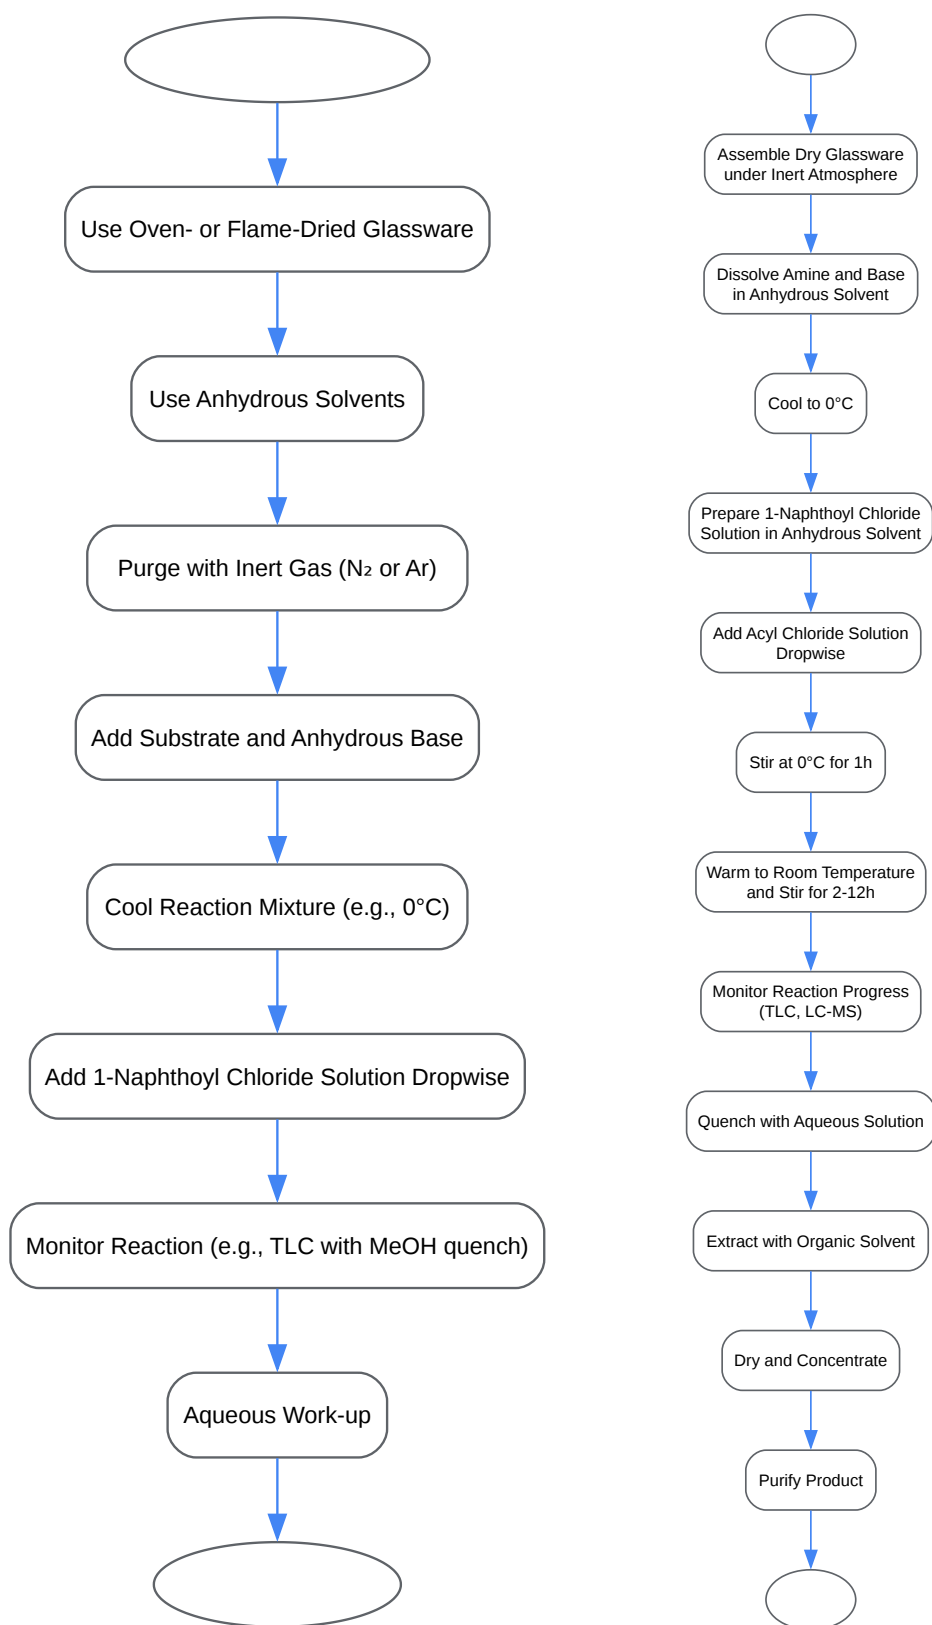 Use Oven- or Flame-Dried Glassware
Use Anhydrous Solvents
Purge with Inert Gas (N₂ or Ar)
Add Substrate and Anhydrous Base
Cool Reaction Mixture (e.g., 0°C)
Add 1-Naphthoyl Chloride Solution Dropwise
Monitor Reaction (e.g., TLC with MeOH quench)
Aqueous Work-up
Assemble Dry Glassware
under Inert Atmosphere
Dissolve Amine and Base
in Anhydrous Solvent
Cool to 0°C
Prepare 1-Naphthoyl Chloride
Solution in Anhydrous Solvent
Add Acyl Chloride Solution
Dropwise
Stir at 0°C for 1h
Warm to Room Temperature
and Stir for 2-12h
Monitor Reaction Progress
(TLC, LC-MS)
Quench with Aqueous Solution
Extract with Organic Solvent
Dry and Concentrate
Purify Product